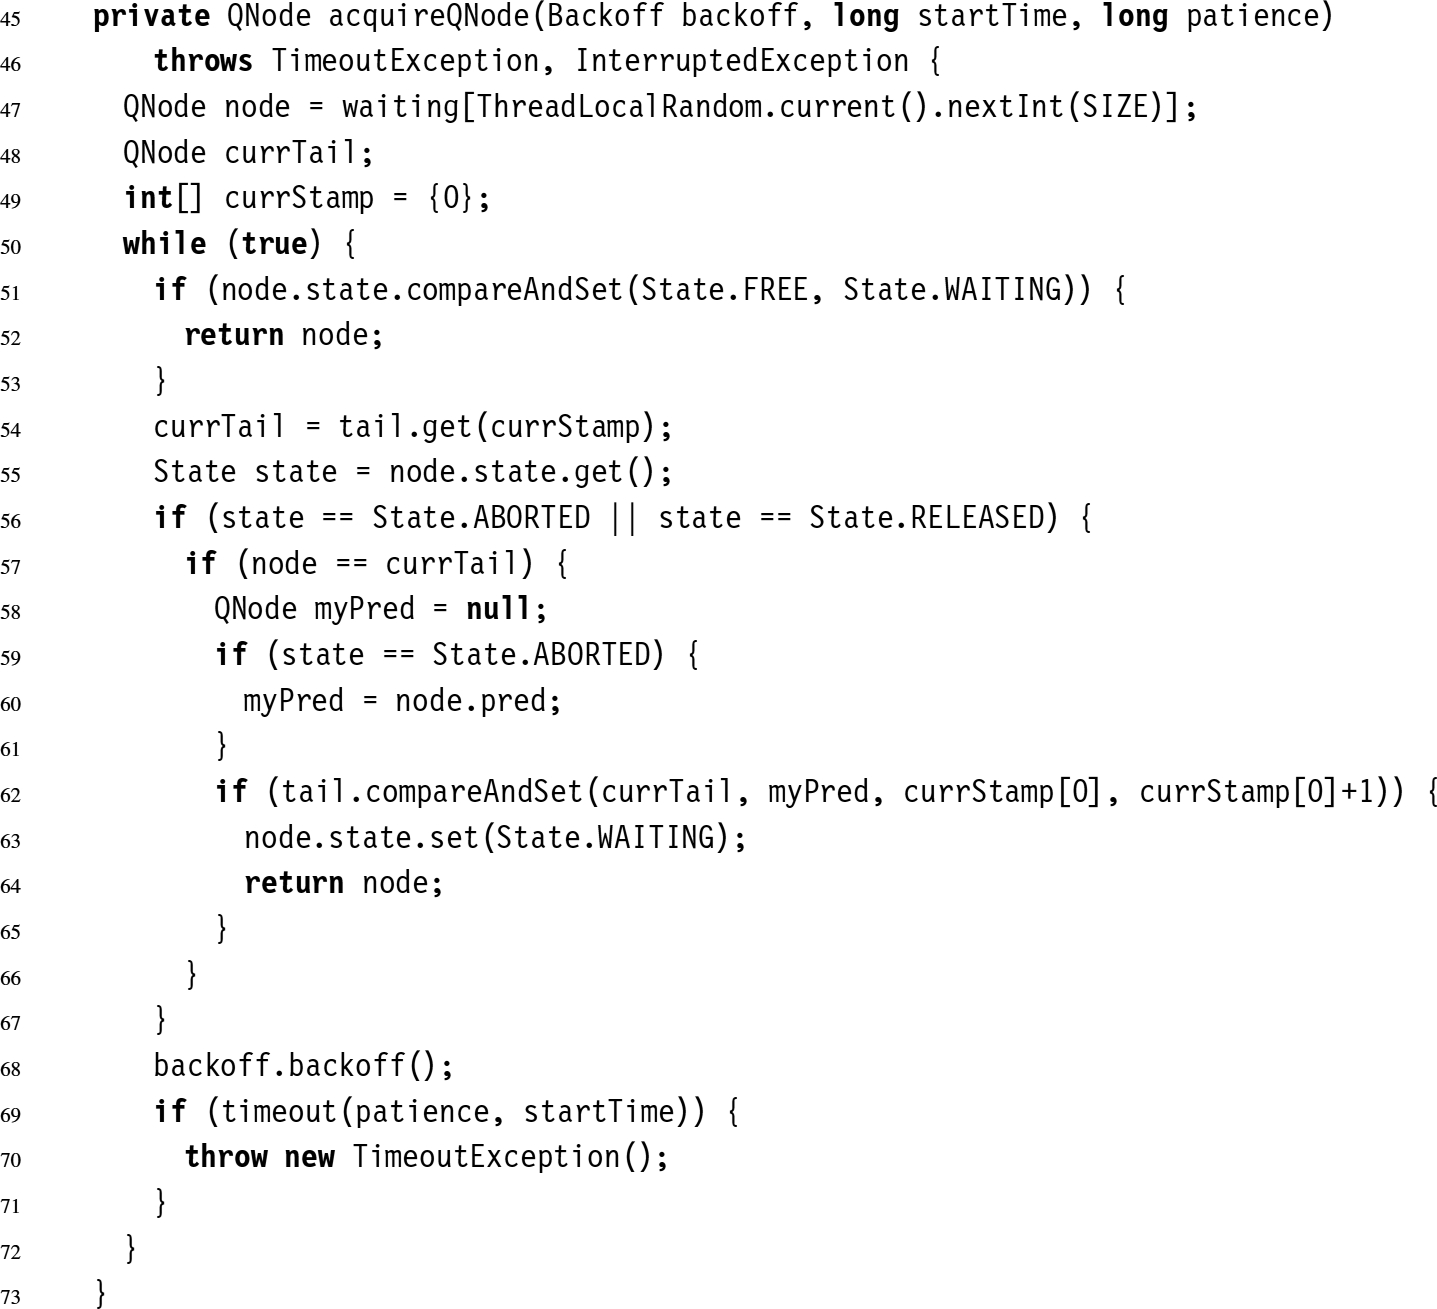 45 private QNode acquireQNode(Backoff backoff, long startTime, long patience)
46 throws TimeoutException, InterruptedException {
47 QNode node = waiting[ThreadLocalRandom.current().nextInt(SIZE)];
48 QNode currTail;
49 int[] currStamp = {0};
50 while (true) {
51 if (node.state.compareAndSet(State.FREE, State.WAITING)) {
52 return node;
53 }
54 currTail = tail.get(currStamp);
55 State state = node.state.get();
56 if (state == State.ABORTED || state == State.RELEASED) {
57 if (node == currTail) {
58 QNode myPred = null;
59 if (state == State.ABORTED) {
60 myPred = node.pred;
61 }
62 if (tail.compareAndSet(currTail, myPred, currStamp[0], currStamp[0]+1)) {
63 node.state.set(State.WAITING);
64 return node;
65 }
66 }
67 }
68 backoff.backoff();
69 if (timeout(patience, startTime)) {
70 throw new TimeoutException();
71 }
72 }
73 }